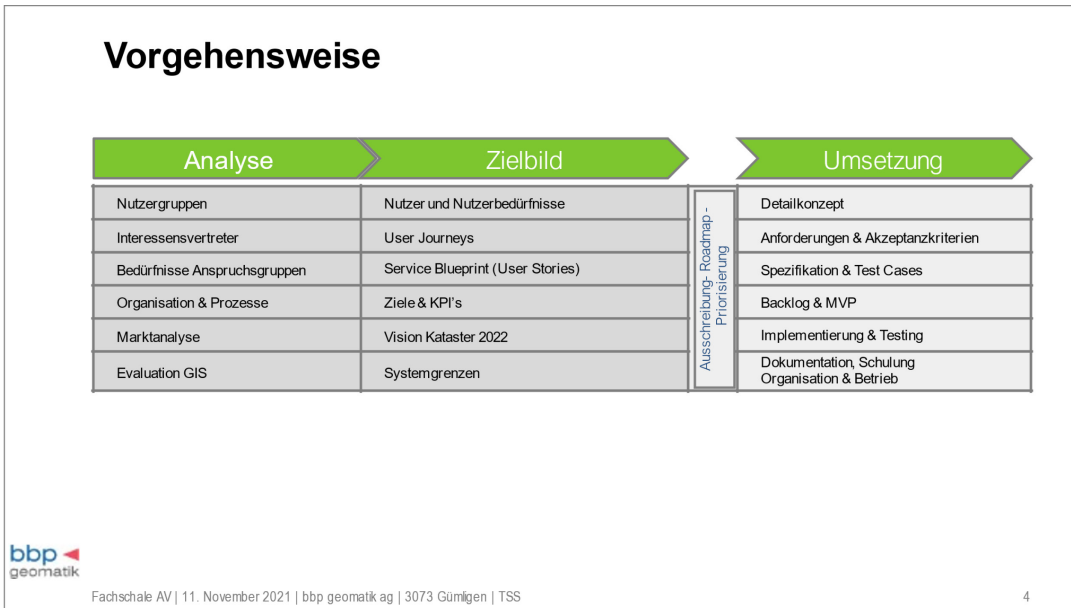 Vorgehensweise
Analyse
Zielbild
Umsetzung
Nutzergruppen
Nutzer und Nutzerbedürfnisse
Detailkonzept
Interessensvertreter
User Journeys
Anforderungen & Akzeptanzkriterien
Bedürfnisse Anspruchsgruppen
Service Blueprint (User Stories)
Spezifikation & Test Cases
Organisation & Prozesse
Ziele & KPI's
Backlog & MVP
Marktanalyse
Vision Kataster 2022
Implementierung & Testing
Evaluation GIS
Systemgrenzen
Dokumentation, Schulung
Organisation & Betrieb
Ausschreibung- Roadmap -
Priorisierung
bbp
geomatik
Fachschale AV | 11. November 2021 | bbp geomatik ag | 3073 Gümligen | TSS
4